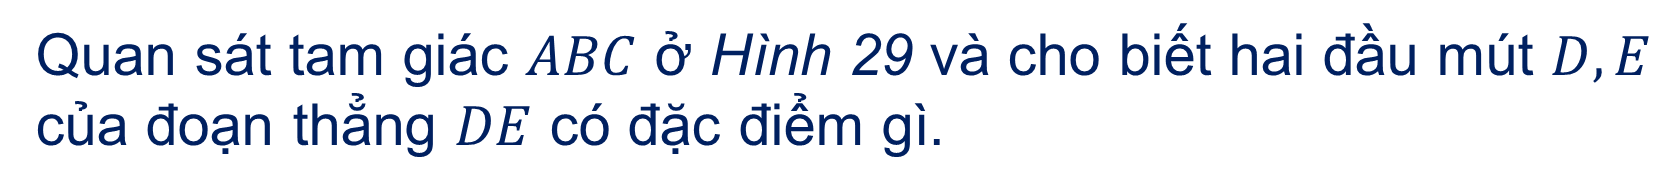 Quan sát tam giác ABC ở Hình 29 và cho biết hai đầu mút D, E
của đoạn thẳng DE có đặc điểm gì.